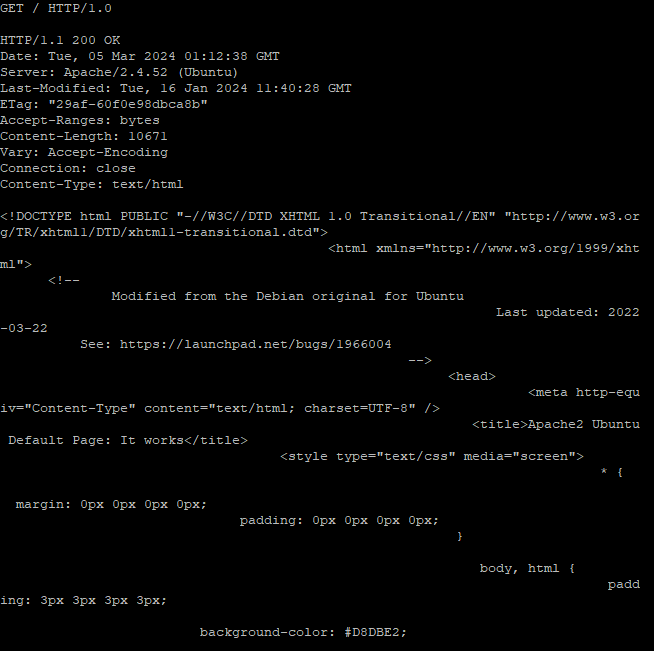 GET / HTTP/1.0
HTTP/1.1 200 OK
Date: Tue, 05 Mar 2024 01:12:38 GMT
Server: Apache/2.4.52 (Ubuntu)
Last-Modified: Tue, 16 Jan 2024 11:40:28 GMT
ETag: "29af-60f0e98dbca8b"
Accept-Ranges: bytes
Content-Length: 10671
Vary: Accept-Encoding
Connection: close
Content-Type: text/html
<!DOCTYPE html PUBLIC "-//W3C//DTD XHTML 1.0 Transitional//EN" "http://www.w3.or
g/TR/xhtml1/DTD/xhtml1-transitional.dtd">
<html xmlns="http://www.w3.org/1999/xht
ml">
<!--
Modified from the Debian original for Ubuntu
Last updated: 2022
-03-22
See: https://launchpad.net/bugs/1966004
-->
<head>
<meta http-equ
iv="Content-Type" content="text/html; charset=UTF-8" />
<title>Apache2 Ubuntu
Default Page: It works</title>
<style type="text/css" media="screen">
* {
margin: 0px 0px 0px 0px;
padding: 0px 0px 0px 0px;
}
body, html {
padd
ing: 3px 3px 3px 3px;
background-color: #D8DBE2;